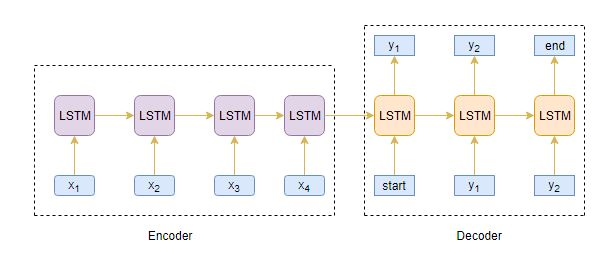 y₁ y₂ end
LSTM LSTM LSTM LSTM LSTM LSTM LSTM
x₁ x₂ x₃ x₄ start y₁ y₂
Encoder Decoder